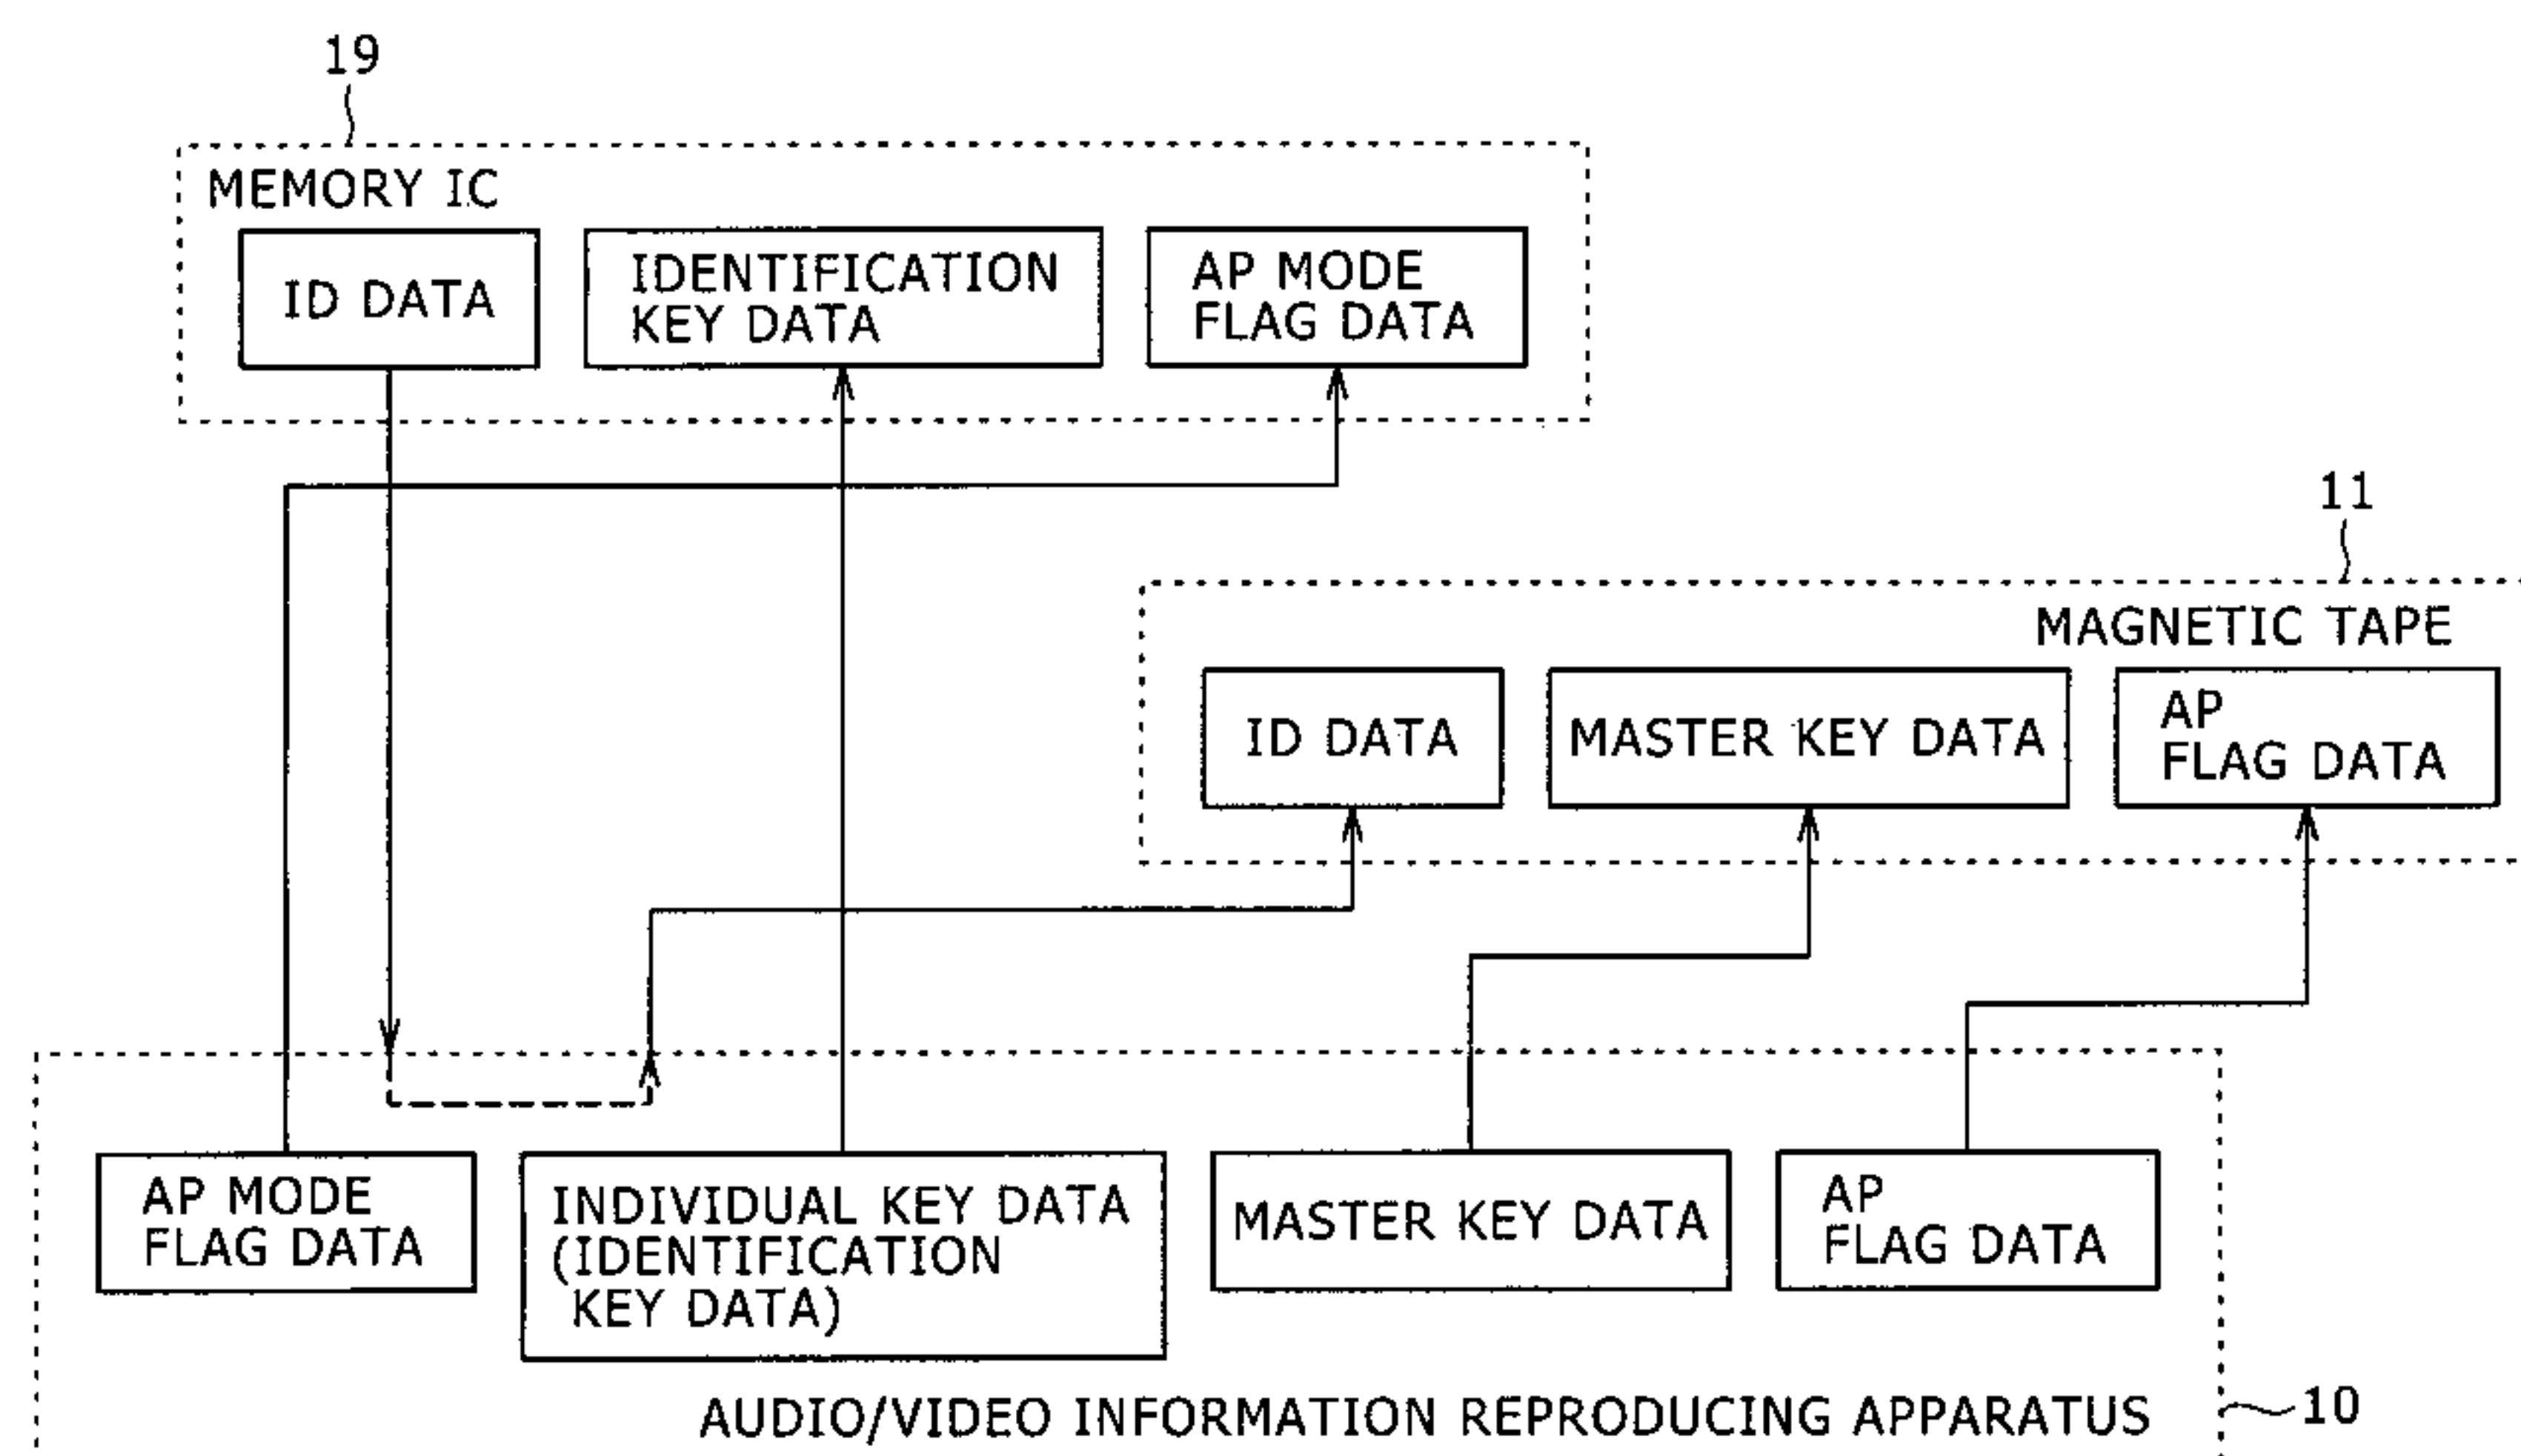 19
MEMORY IC
ID DATA
IDENTIFICATION
KEY DATA
AP MODE
FLAG DATA
11
MAGNETIC TAPE
ID DATA
MASTER KEY DATA
AP
FLAG DATA
AP MODE
FLAG DATA
INDIVIDUAL KEY DATA
(IDENTIFICATION
KEY DATA)
MASTER KEY DATA
AP
FLAG DATA
AUDIO/VIDEO INFORMATION REPRODUCING APPARATUS
10